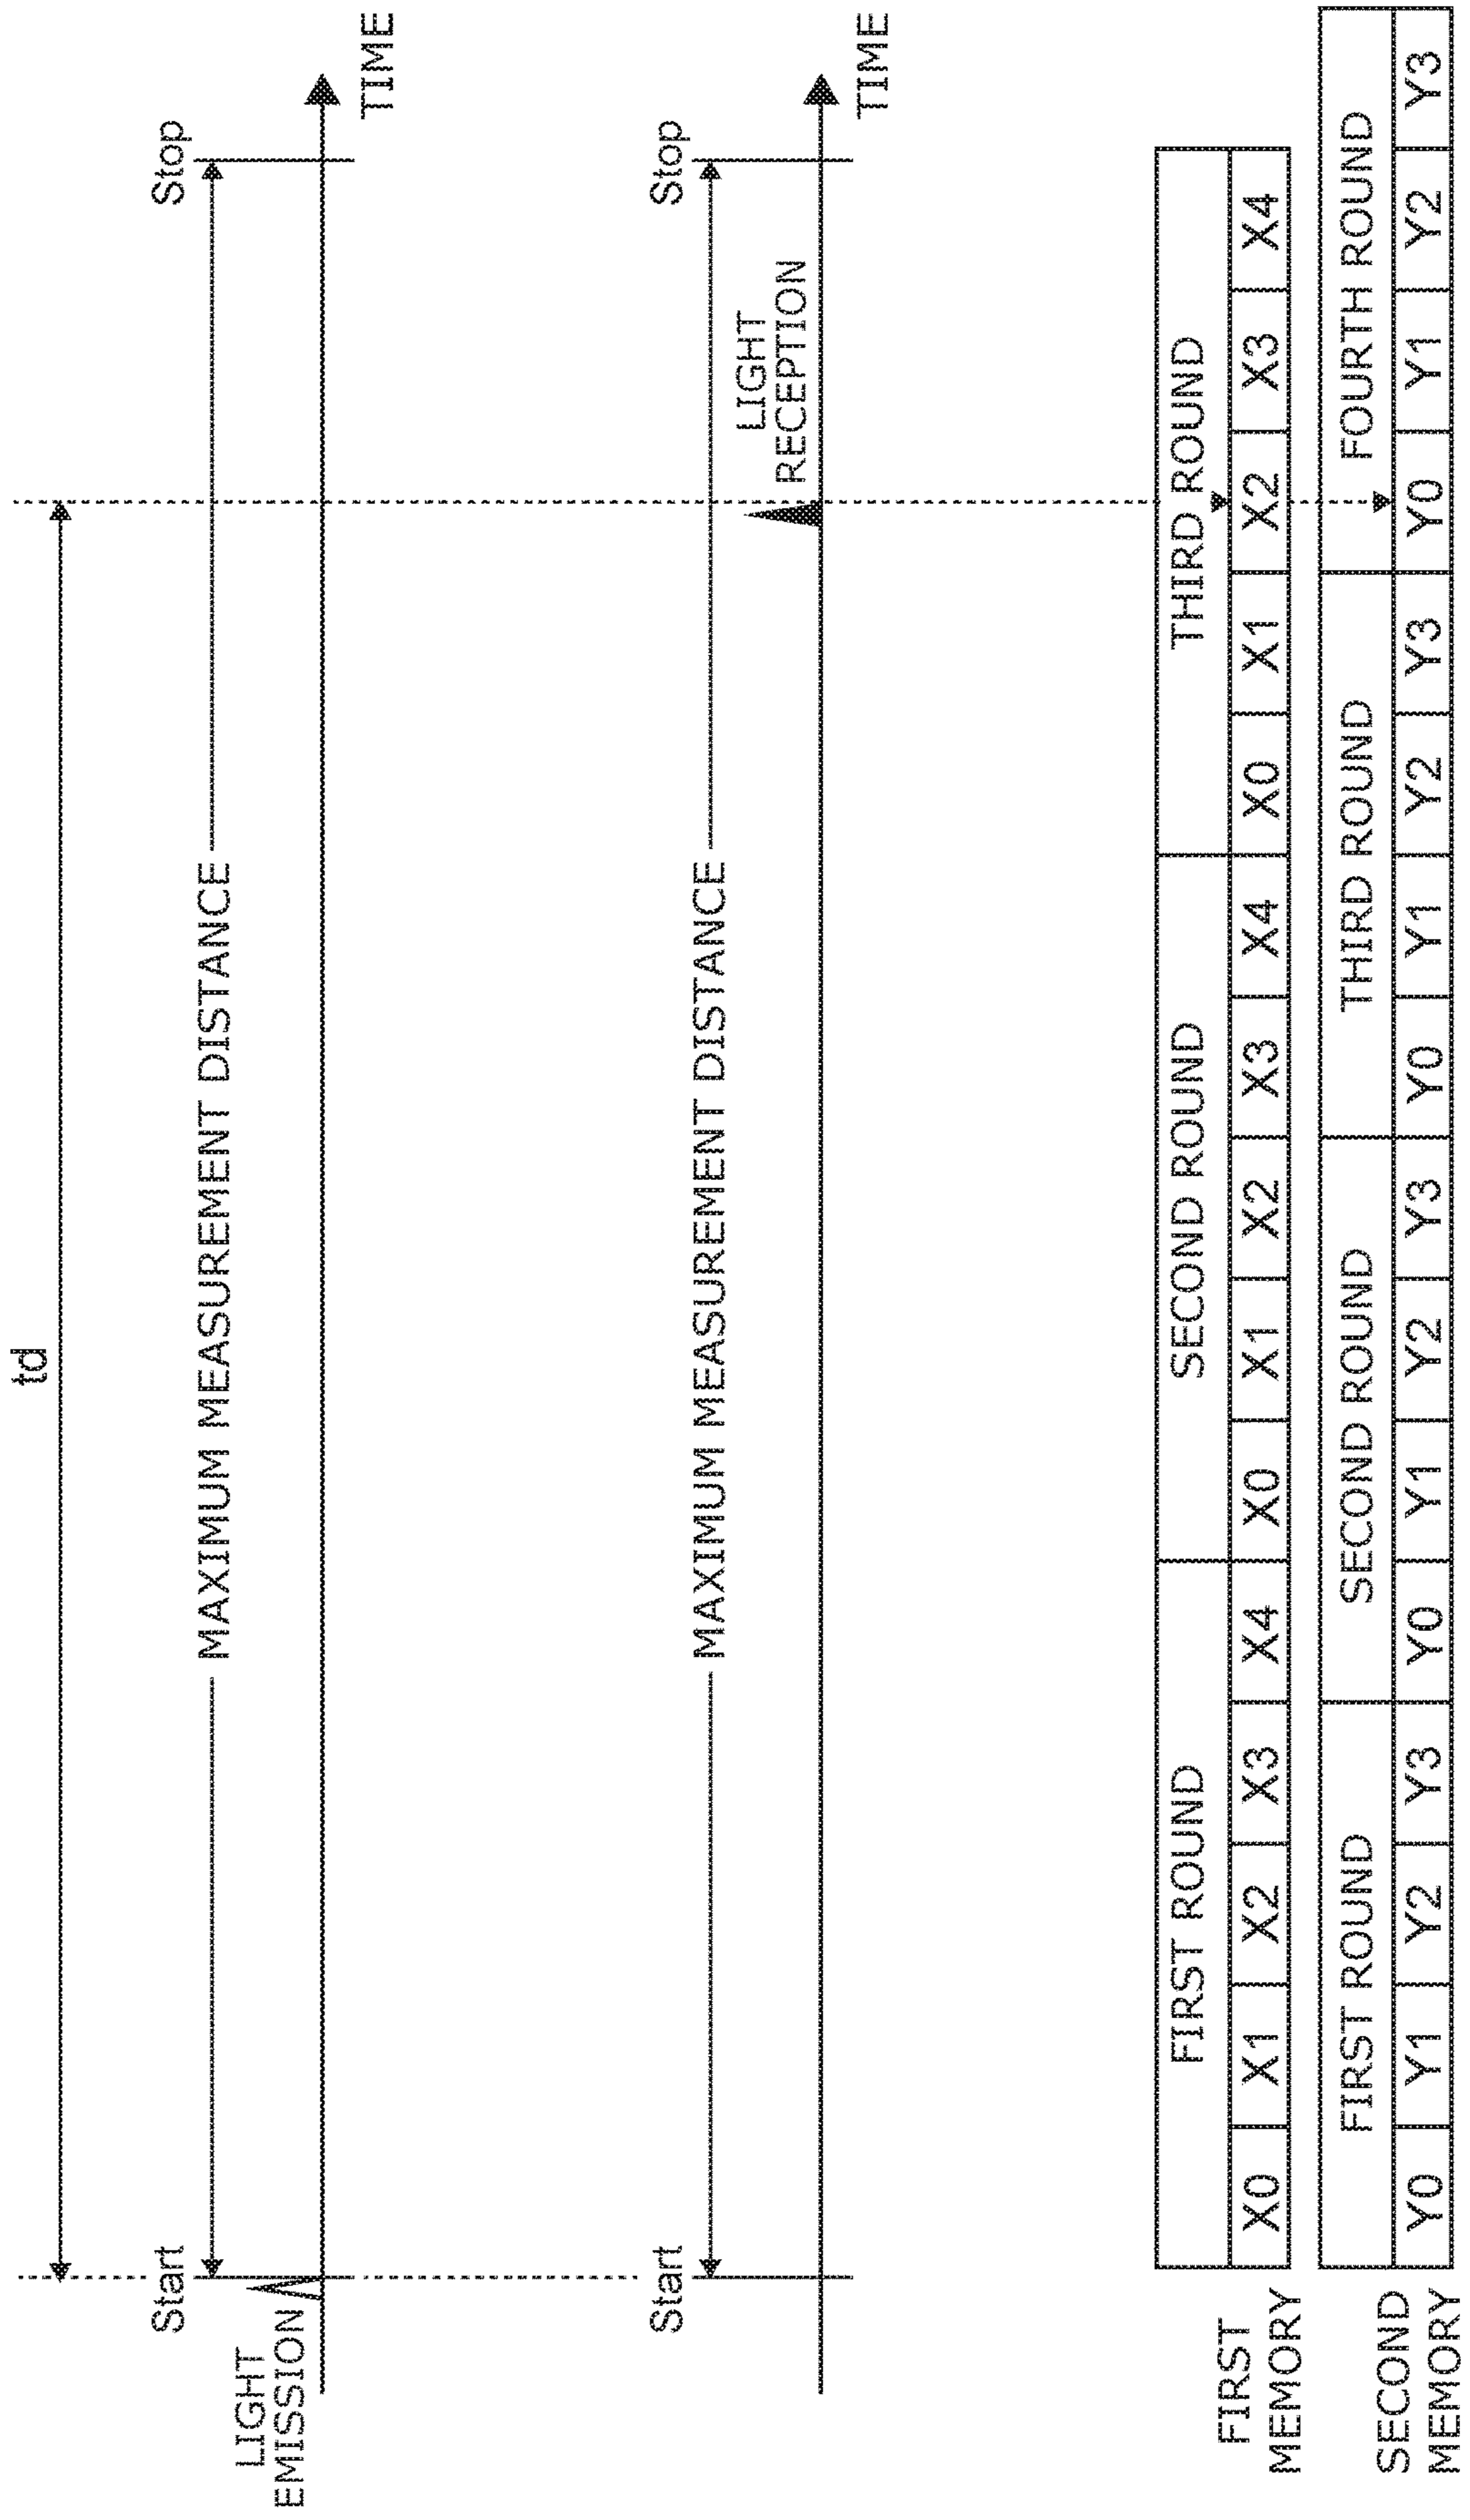 td
Start
MAXIMUM MEASUREMENT DISTANCE
Stop
LIGHT
EMISSION
TIME
Start
MAXIMUM MEASUREMENT DISTANCE
Stop
LIGHT
RECEPTION
TIME
FIRST
MEMORY
FIRST ROUND SECOND ROUND THIRD ROUND
X0 X1 X2 X3 X4 X0 X1 X2 X3 X4 X0 X1 X2 X3 X4
SECOND
MEMORY
FIRST ROUND SECOND ROUND THIRD ROUND FOURTH ROUND
Y0 Y1 Y2 Y3 Y0 Y1 Y2 Y3 Y0 Y1 Y2 Y3 Y0 Y1 Y2 Y3